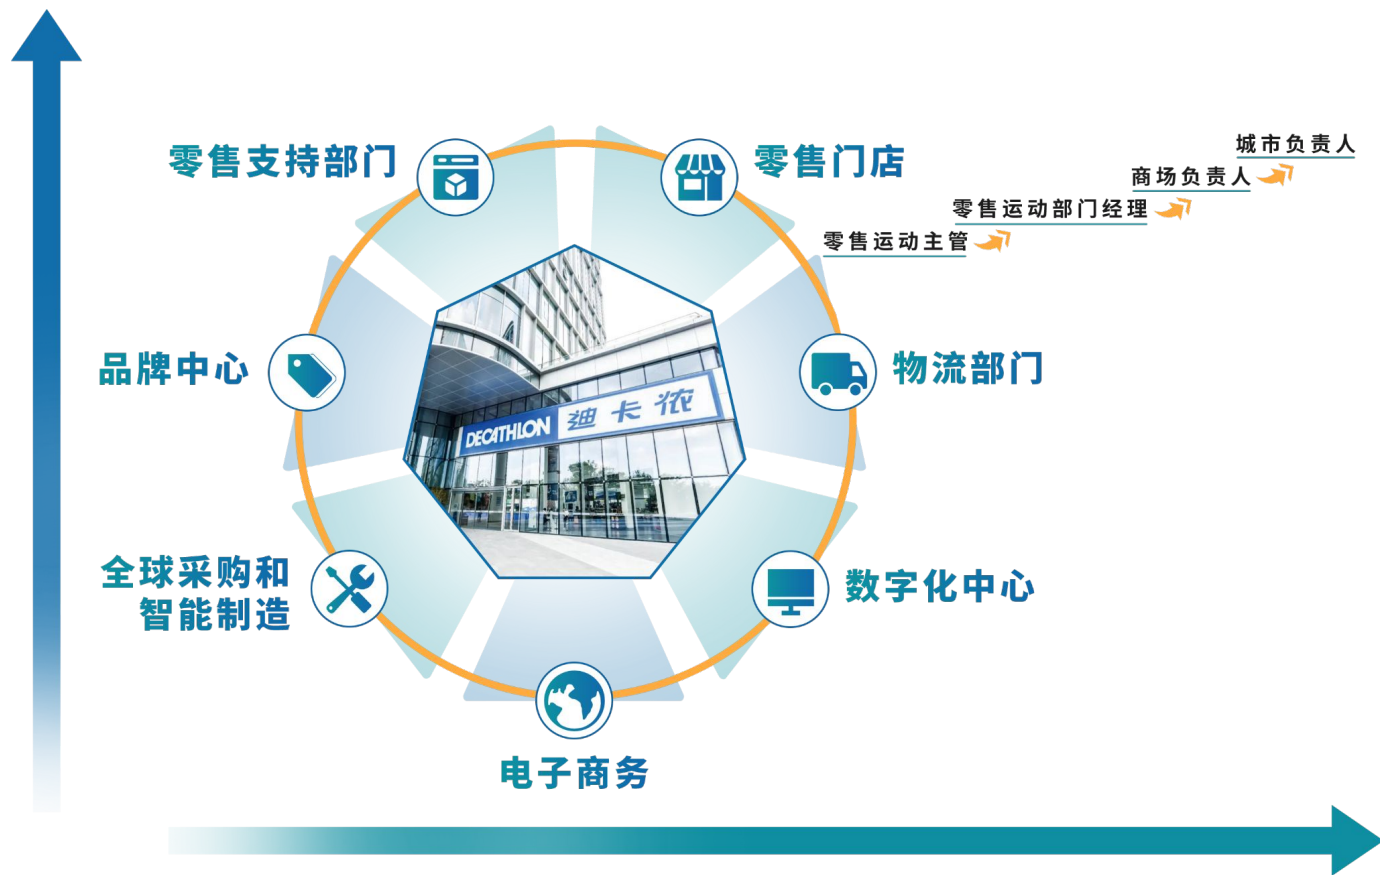 城市负责人
零售支持部门
零售门店
商场负责人
零售运动部门经理
零售运动主管
品牌中心
物流部门
DECATHLON 迪卡侬
全球采购和
智能制造
数字化中心
电子商务